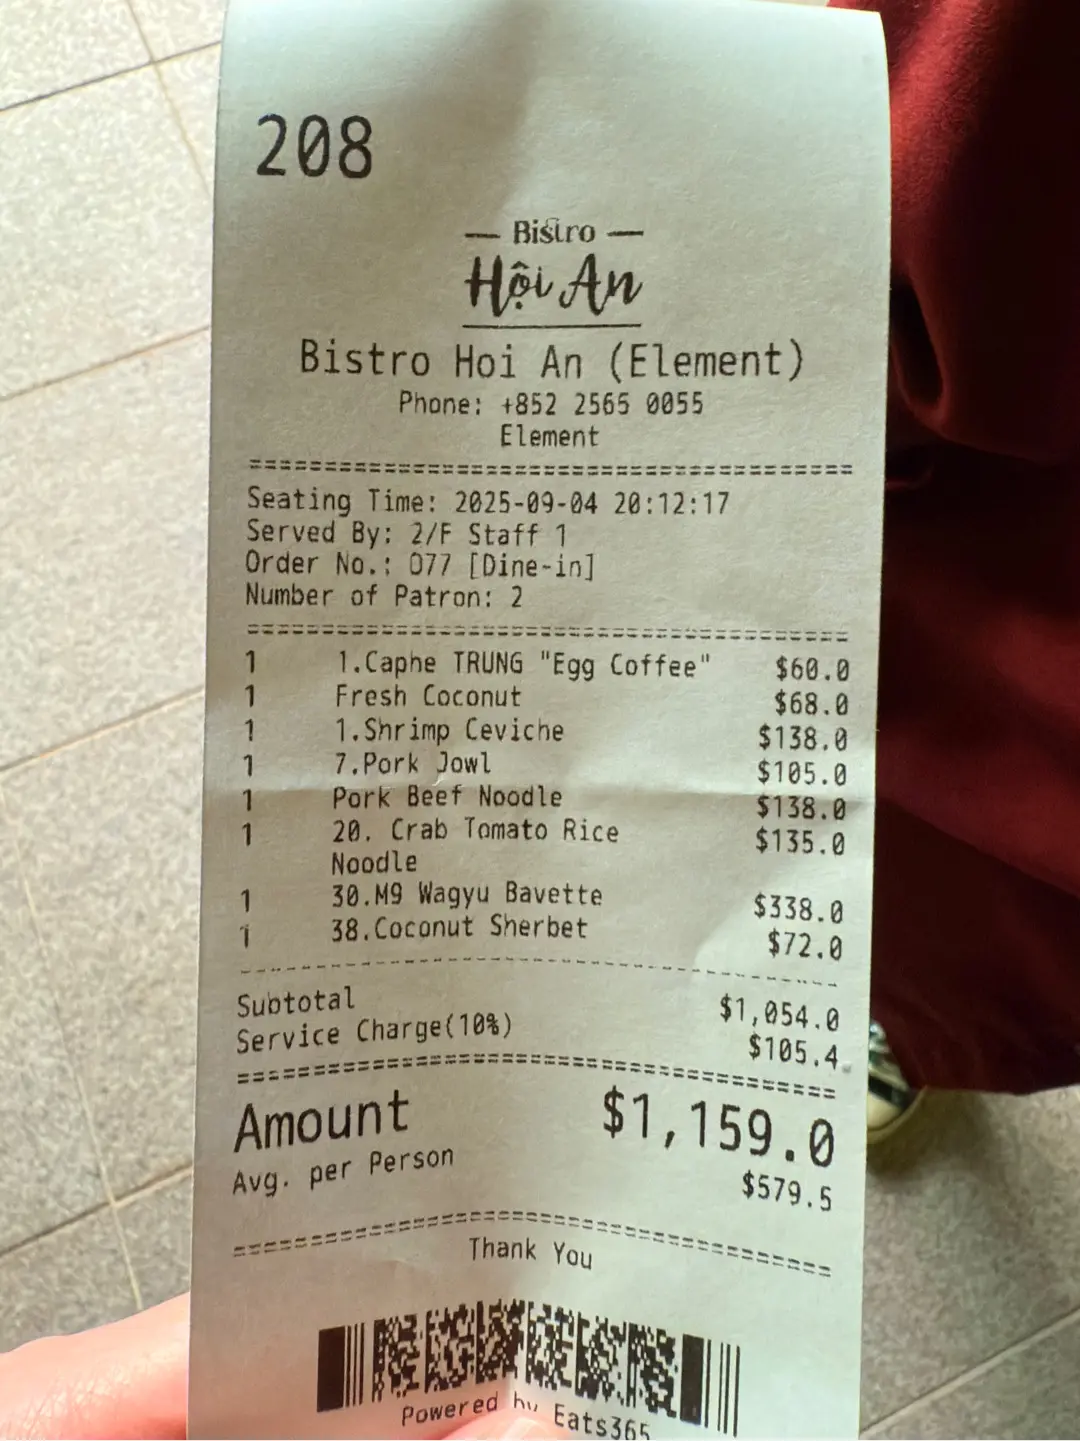 208
— Bistro —
Hội An
Bistro Hoi An (Element)
Phone: +852 2565 0055
Element
========================================
Seating Time: 2025-09-04 20:12:17
Served By: 2/F Staff 1
Order No.: 077 [Dine-in]
Number of Patron: 2
========================================
1 1.Caphe TRUNG "Egg Coffee" $60.0
1 Fresh Coconut $68.0
1 1.Shrimp Ceviche $138.0
1 7.Pork Jowl $105.0
1 Pork Beef Noodle $138.0
1 20. Crab Tomato Rice $135.0
Noodle
1 30.M9 Wagyu Bavette $338.0
1 38.Coconut Sherbet $72.0
----------------------------------------
Subtotal $1,054.0
Service Charge(10%) $105.4
========================================
Amount $1,159.0
Avg. per Person $579.5
========================================
Thank You
Powered by Eats365